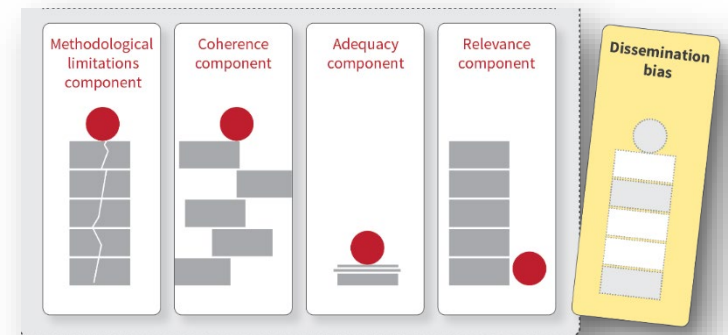 Methodological
limitations
component
Coherence
component
Adequacy
component
Relevance
component
Dissemination
bias